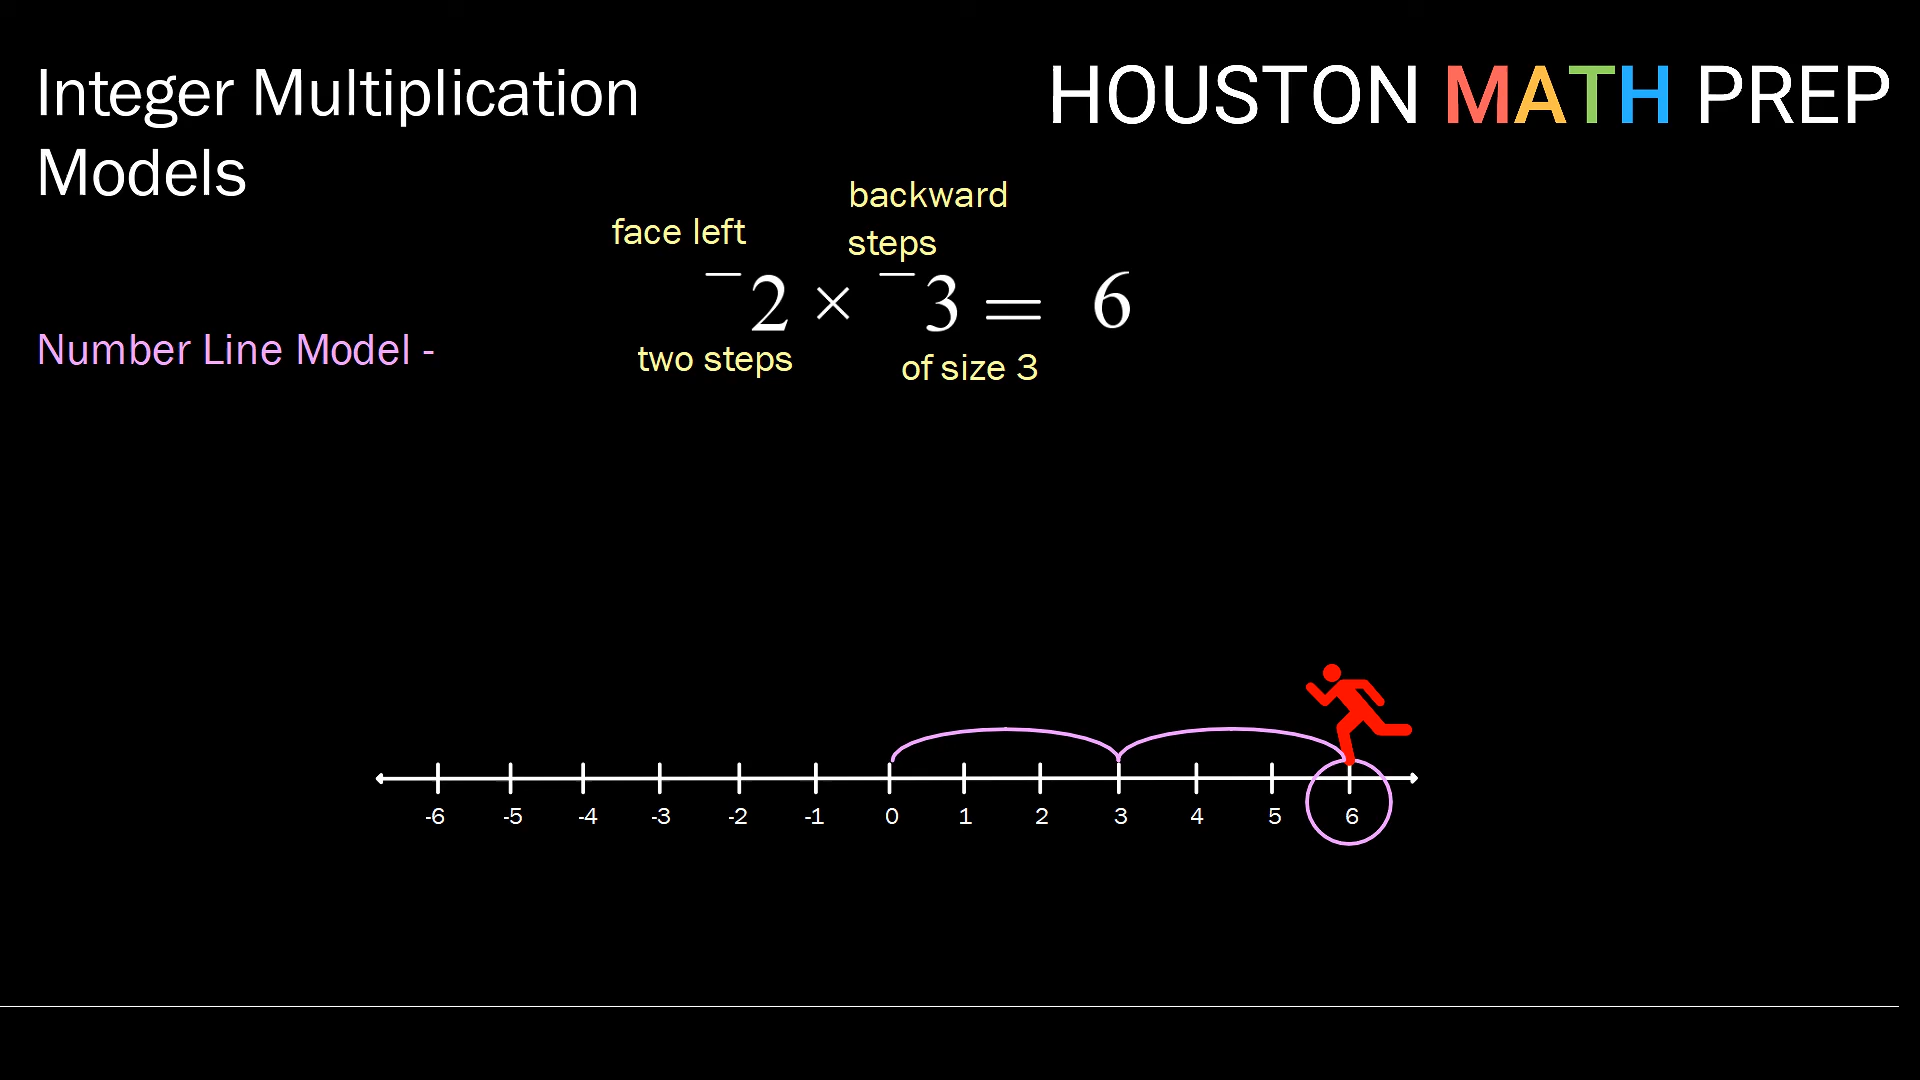 Integer Multiplication
Models
HOUSTON MATH PREP
backward
steps
face left
⁻2 × ⁻3 = 6
two steps
of size 3
Number Line Model -
-6 -5 -4 -3 -2 -1 0 1 2 3 4 5 6